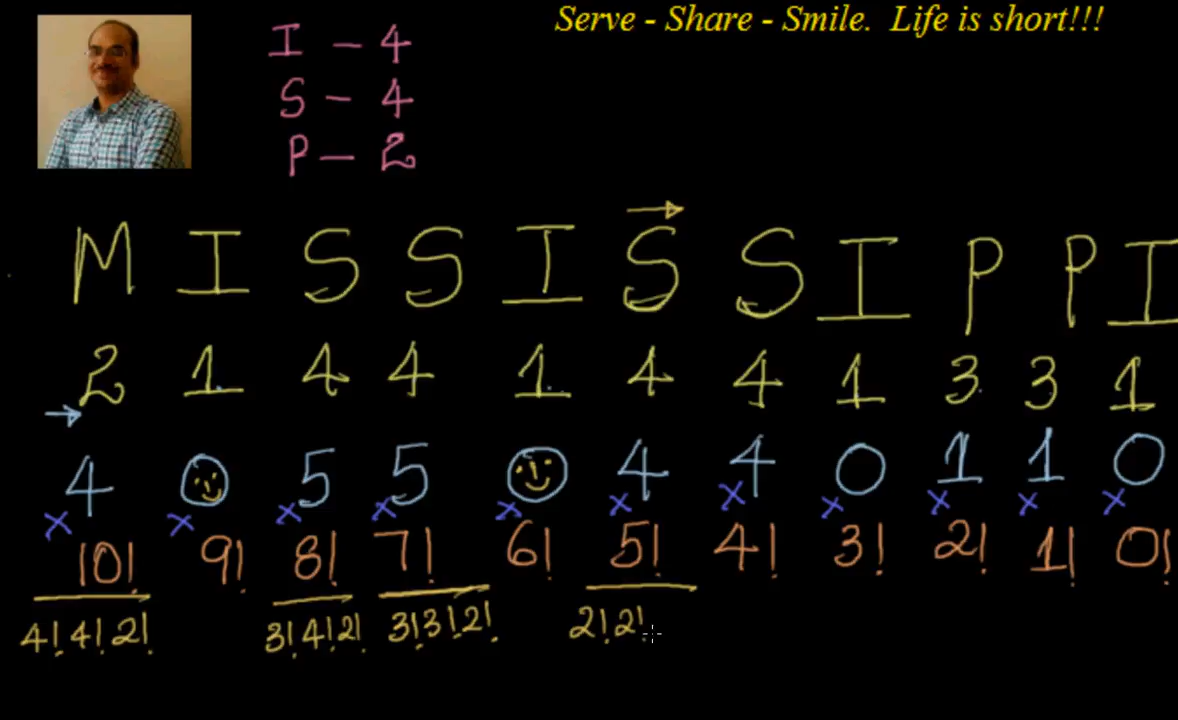 Serve - Share - Smile. Life is short!!!
I - 4
S - 4
P - 2
M I S S I S S I P P I
2 1 4 4 1 4 4 1 3 3 1
4 0 5 5 0 4 4 0 1 1 0
x x x x x x x x x x x
10! 9! 8! 7! 6! 5! 4! 3! 2! 1! 0!
4!4!2! 3!4!2! 3!3!2! 2!2!